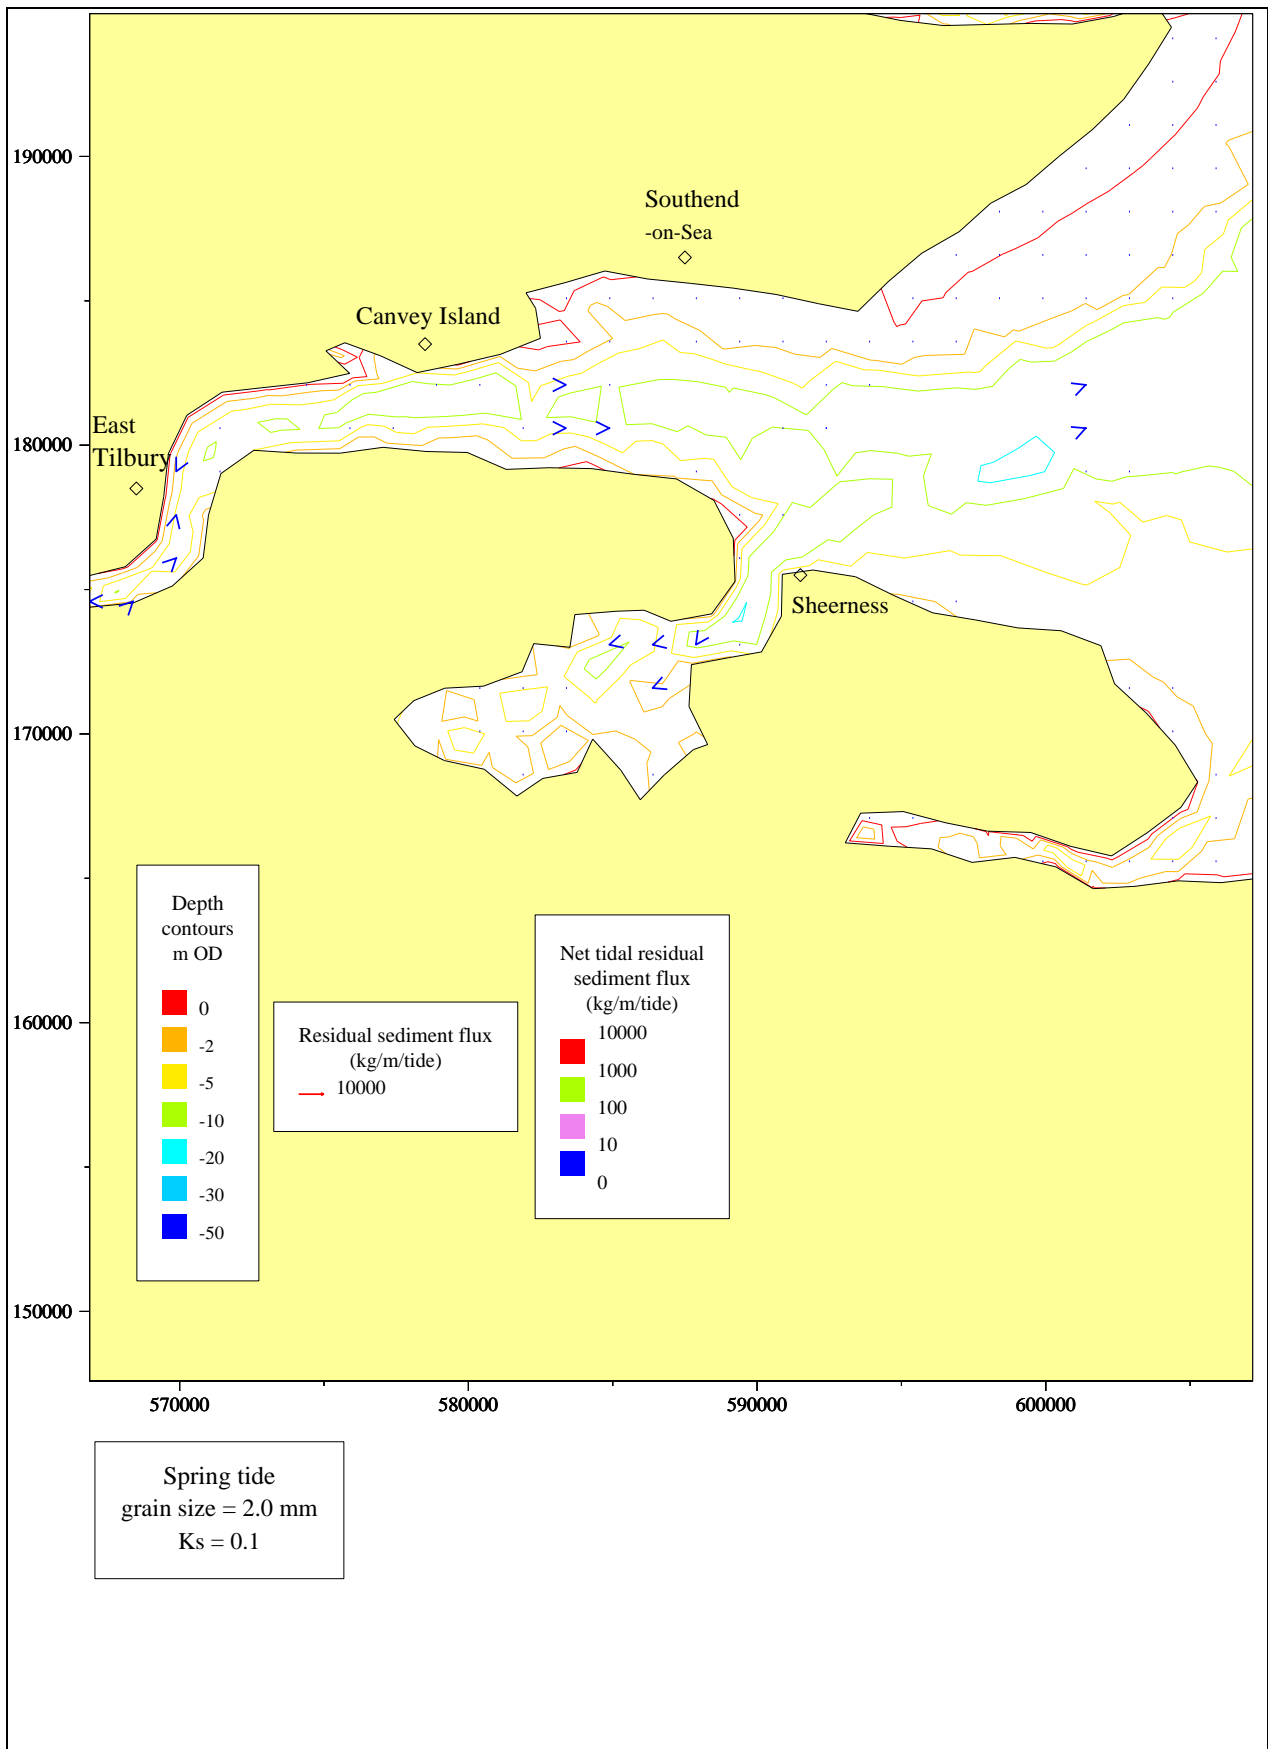 190000
180000
170000
160000
150000
570000
580000
590000
600000
Southend
-on-Sea
Canvey Island
East
Tilbury
Sheerness
Depth
contours
m OD
0
-2
-5
-10
-20
-30
-50
Residual sediment flux
(kg/m/tide)
10000
Net tidal residual
sediment flux
(kg/m/tide)
10000
1000
100
10
0
Spring tide
grain size = 2.0 mm
Ks = 0.1